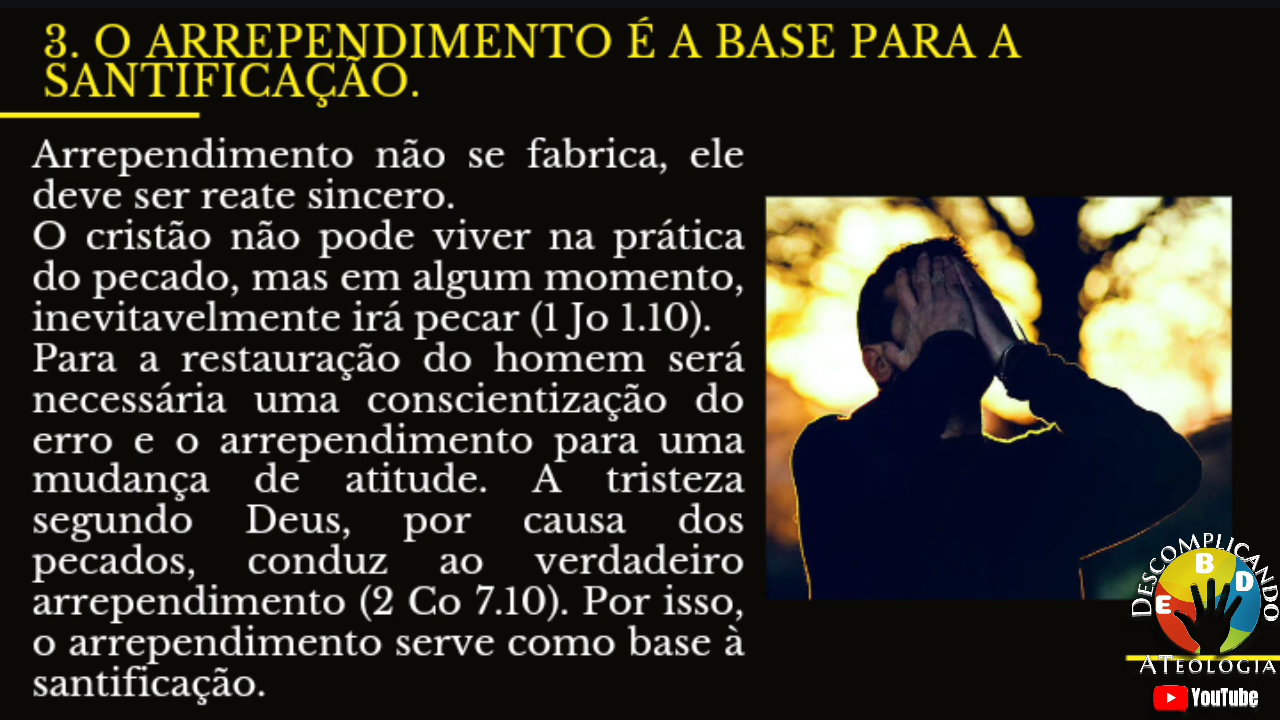 3. O ARREPENDIMENTO É A BASE PARA A
SANTIFICAÇÃO.
Arrependimento não se fabrica, ele
deve ser reate sincero.
O cristão não pode viver na prática
do pecado, mas em algum momento,
inevitavelmente irá pecar (1 Jo 1.10).
Para a restauração do homem será
necessária uma conscientização do
erro e o arrependimento para uma
mudança de atitude. A tristeza
segundo Deus, por causa dos
pecados, conduz ao verdadeiro
arrependimento (2 Co 7.10). Por isso,
o arrependimento serve como base à
santificação.
DESCOMPLICANDO
E B D
ATEOLOGIA
YouTube